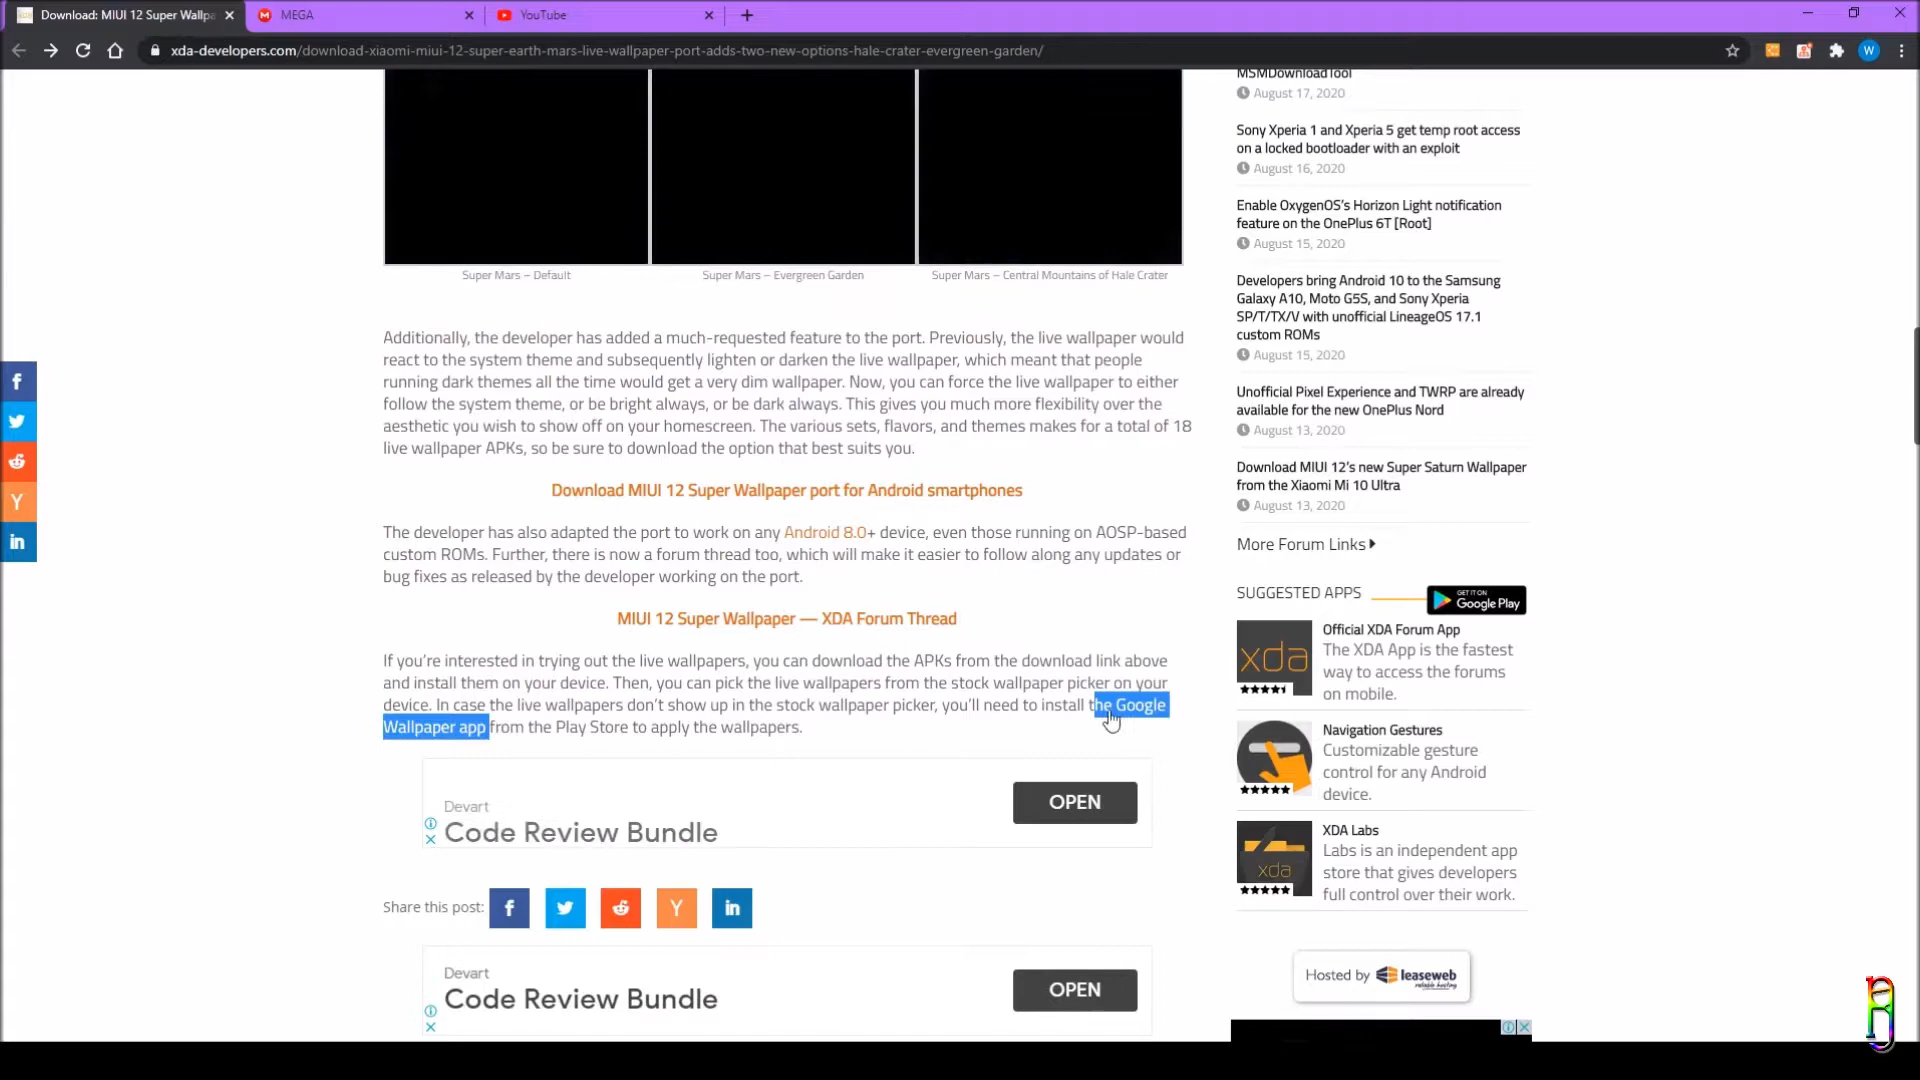 Download: MIUI 12 Super Wallpa
MEGA
YouTube
xda-developers.com/download-xiaomi-miui-12-super-earth-mars-live-wallpaper-port-adds-two-new-options-hale-crater-evergreen-garden/
W
Super Mars – Default
Super Mars – Evergreen Garden
Super Mars – Central Mountains of Hale Crater
Additionally, the developer has added a much-requested feature to the port. Previously, the live wallpaper would
react to the system theme and subsequently lighten or darken the live wallpaper, which meant that people
running dark themes all the time would get a very dim wallpaper. Now, you can force the live wallpaper to either
follow the system theme, or be bright always, or be dark always. This gives you much more flexibility over the
aesthetic you wish to show off on your homescreen. The various sets, flavors, and themes makes for a total of 18
live wallpaper APKs, so be sure to download the option that best suits you.
Download MIUI 12 Super Wallpaper port for Android smartphones
The developer has also adapted the port to work on any Android 8.0+ device, even those running on AOSP-based
custom ROMs. Further, there is now a forum thread too, which will make it easier to follow along any updates or
bug fixes as released by the developer working on the port.
MIUI 12 Super Wallpaper — XDA Forum Thread
If you’re interested in trying out the live wallpapers, you can download the APKs from the download link above
and install them on your device. Then, you can pick the live wallpapers from the stock wallpaper picker on your
device. In case the live wallpapers don’t show up in the stock wallpaper picker, you’ll need to install the Google
Wallpaper app from the Play Store to apply the wallpapers.
Devart
Code Review Bundle
OPEN
Share this post:
Devart
Code Review Bundle
OPEN
MSMDownloadTool
August 17, 2020
Sony Xperia 1 and Xperia 5 get temp root access
on a locked bootloader with an exploit
August 16, 2020
Enable OxygenOS’s Horizon Light notification
feature on the OnePlus 6T [Root]
August 15, 2020
Developers bring Android 10 to the Samsung
Galaxy A10, Moto G5S, and Sony Xperia
SP/T/TX/V with unofficial LineageOS 17.1
custom ROMs
August 15, 2020
Unofficial Pixel Experience and TWRP are already
available for the new OnePlus Nord
August 13, 2020
Download MIUI 12’s new Super Saturn Wallpaper
from the Xiaomi Mi 10 Ultra
August 13, 2020
More Forum Links
SUGGESTED APPS
GET IT ON
Google Play
xda
Official XDA Forum App
The XDA App is the fastest
way to access the forums
on mobile.
Navigation Gestures
Customizable gesture
control for any Android
device.
xda
XDA Labs
Labs is an independent app
store that gives developers
full control over their work.
Hosted by leaseweb
reliable hosting